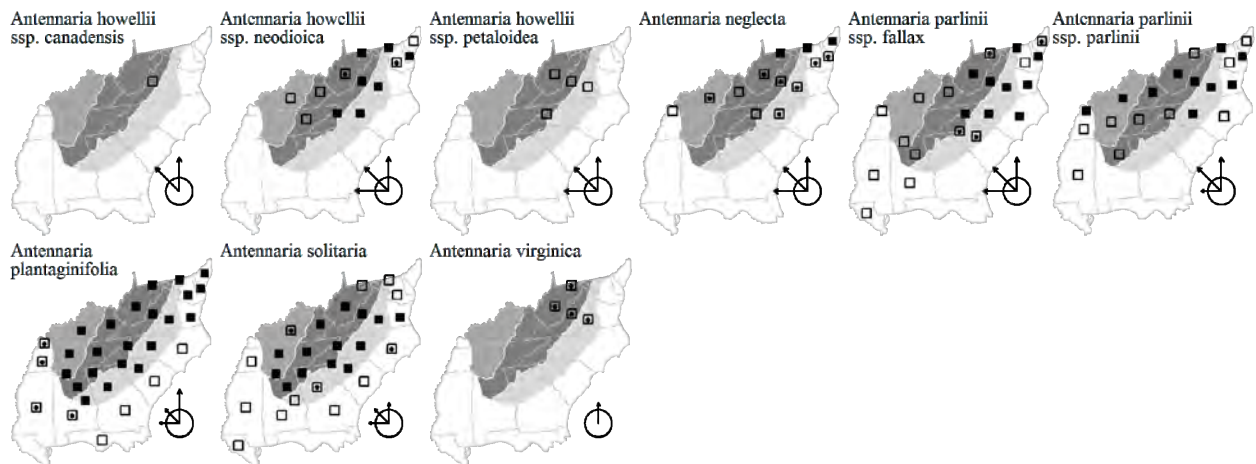 Antennaria howellii
ssp. canadensis
Antennaria howellii
ssp. neodioica
Antennaria howellii
ssp. petaloidea
Antennaria neglecta
Antennaria parlinii
ssp. fallax
Antennaria parlinii
ssp. parlinii
Antennaria
plantaginifolia
Antennaria solitaria
Antennaria virginica